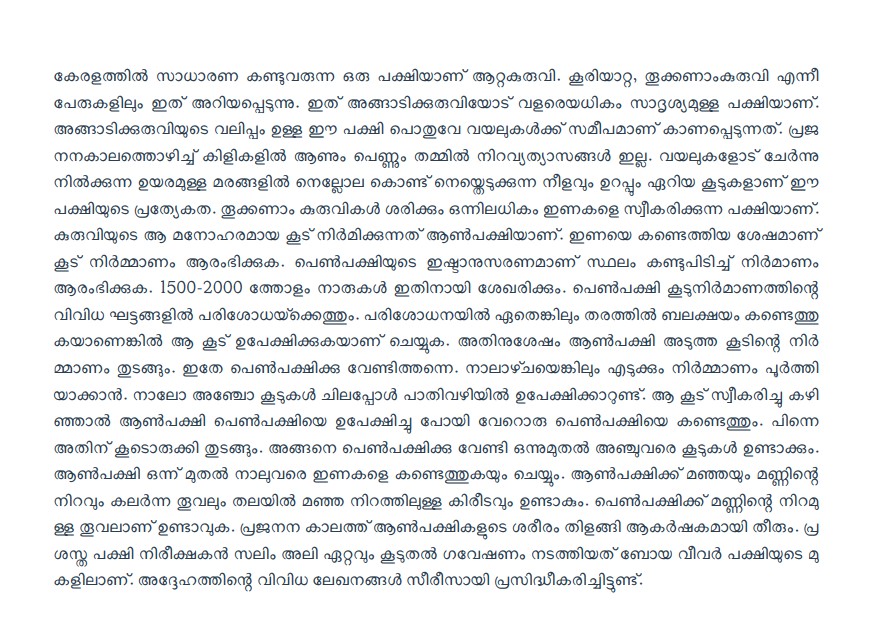 കേരളത്തിൽ സാധാരണ കണ്ടുവരുന്ന ഒരു പക്ഷിയാണ് ആറ്റകുരുവി. കൂരിയാറ്റ, തൂക്കണാംകുരുവി എന്നീ
പേരുകളിലും ഇത് അറിയപ്പെടുന്നു. ഇത് അങ്ങാടിക്കുരുവിയോട് വളരെയധികം സാദൃശ്യമുള്ള പക്ഷിയാണ്.
അങ്ങാടിക്കുരുവിയുടെ വലിപ്പം ഉള്ള ഈ പക്ഷി പൊതുവേ വയലുകൾക്ക് സമീപമാണ് കാണപ്പെടുന്നത്. പ്രജ
നനകാലത്തൊഴിച്ച് കിളികളിൽ ആണും പെണ്ണും തമ്മിൽ നിറവ്യത്യാസങ്ങൾ ഇല്ല. വയലുകളോട് ചേർന്നു
നിൽക്കുന്ന ഉയരമുള്ള മരങ്ങളിൽ നെല്ലോല കൊണ്ട് നെയ്തെടുക്കുന്ന നീളവും ഉറപ്പും ഏറിയ കൂടുകളാണ് ഈ
പക്ഷിയുടെ പ്രത്യേകത. തൂക്കണാം കുരുവികൾ ശരിക്കും ഒന്നിലധികം ഇണകളെ സ്വീകരിക്കുന്ന പക്ഷിയാണ്.
കുരുവിയുടെ ആ മനോഹരമായ കൂട് നിർമിക്കുന്നത് ആൺപക്ഷിയാണ്. ഇണയെ കണ്ടെത്തിയ ശേഷമാണ്
കൂട് നിർമ്മാണം ആരംഭിക്കുക. പെൺപക്ഷിയുടെ ഇഷ്ടാനുസരണമാണ് സ്ഥലം കണ്ടുപിടിച്ച് നിർമാണം
ആരംഭിക്കുക. 1500-2000 ത്തോളം നാരുകൾ ഇതിനായി ശേഖരിക്കും. പെൺപക്ഷി കൂടുനിർമാണത്തിന്റെ
വിവിധ ഘട്ടങ്ങളിൽ പരിശോധയ്ക്കെത്തും. പരിശോധനയിൽ ഏതെങ്കിലും തരത്തിൽ ബലക്ഷയം കണ്ടെത്തു
കയാണെങ്കിൽ ആ കൂട് ഉപേക്ഷിക്കുകയാണ് ചെയ്യുക. അതിനുശേഷം ആൺപക്ഷി അടുത്ത കൂടിന്റെ നിർ
മ്മാണം തുടങ്ങും. ഇതേ പെൺപക്ഷിക്കു വേണ്ടിത്തന്നെ. നാലാഴ്ചയെങ്കിലും എടുക്കും നിർമ്മാണം പൂർത്തി
യാക്കാൻ. നാലോ അഞ്ചോ കൂടുകൾ ചിലപ്പോൾ പാതിവഴിയിൽ ഉപേക്ഷിക്കാറുണ്ട്. ആ കൂട് സ്വീകരിച്ചു കഴി
ഞ്ഞാൽ ആൺപക്ഷി പെൺപക്ഷിയെ ഉപേക്ഷിച്ചു പോയി വേറൊരു പെൺപക്ഷിയെ കണ്ടെത്തും. പിന്നെ
അതിന് കൂടൊരുക്കി തുടങ്ങും. അങ്ങനെ പെൺപക്ഷിക്കു വേണ്ടി ഒന്നുമുതൽ അഞ്ചുവരെ കൂടുകൾ ഉണ്ടാക്കും.
ആൺപക്ഷി ഒന്ന് മുതൽ നാലുവരെ ഇണകളെ കണ്ടെത്തുകയും ചെയ്യും. ആൺപക്ഷിക്ക് മഞ്ഞയും മണ്ണിന്റെ
നിറവും കലർന്ന തൂവലും തലയിൽ മഞ്ഞ നിറത്തിലുള്ള കിരീടവും ഉണ്ടാകും. പെൺപക്ഷിക്ക് മണ്ണിന്റെ നിറമു
ള്ള തൂവലാണ് ഉണ്ടാവുക. പ്രജനന കാലത്ത് ആൺപക്ഷികളുടെ ശരീരം തിളങ്ങി ആകർഷകമായി തീരും. പ്ര
ശസ്ത പക്ഷി നിരീക്ഷകൻ സലിം അലി ഏറ്റവും കൂടുതൽ ഗവേഷണം നടത്തിയത് ബോയ വീവർ പക്ഷിയുടെ മു
കളിലാണ്. അദ്ദേഹത്തിന്റെ വിവിധ ലേഖനങ്ങൾ സീരീസായി പ്രസിദ്ധീകരിച്ചിട്ടുണ്ട്.